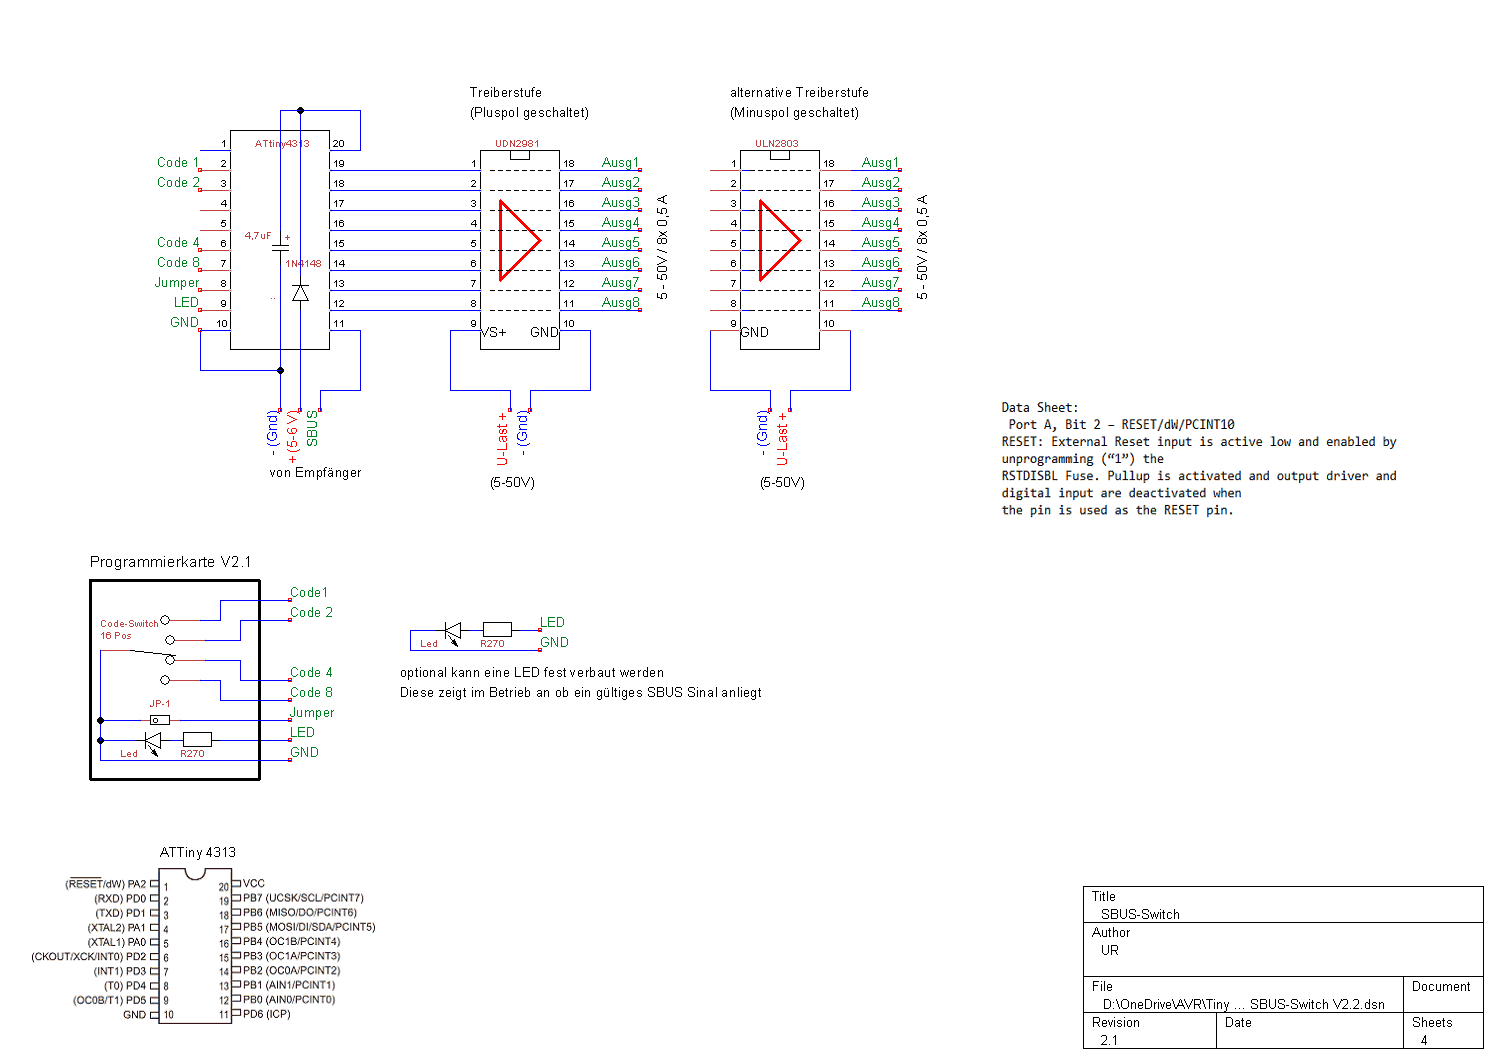 Treiberstufe
(Pluspol geschaltet)
alternative Treiberstufe
(Minuspol geschaltet)
ATtiny4313
1
2
3
4
5
6
7
8
9
10
20
19
18
17
16
15
14
13
12
11
Code 1
Code 2
Code 4
Code 8
Jumper
LED
GND
4,7uF
+
1N4148
- (Gnd)
+ (5-6 V)
SBUS
von Empfänger
UDN2981
1
2
3
4
5
6
7
8
9
18
17
16
15
14
13
12
11
10
VS+
GND
Ausg1
Ausg2
Ausg3
Ausg4
Ausg5
Ausg6
Ausg7
Ausg8
5 - 50V / 8x 0,5 A
U-Last +
- (Gnd)
(5-50V)
ULN2803
1
2
3
4
5
6
7
8
9
18
17
16
15
14
13
12
11
10
GND
Ausg1
Ausg2
Ausg3
Ausg4
Ausg5
Ausg6
Ausg7
Ausg8
5 - 50V / 8x 0,5 A
- (Gnd)
U-Last +
(5-50V)
Data Sheet:
Port A, Bit 2 – RESET/dW/PCINT10
RESET: External Reset input is active low and enabled by
unprogramming (“1”) the
RSTDISBL Fuse. Pullup is activated and output driver and
digital input are deactivated when
the pin is used as the RESET pin.
Programmierkarte V2.1
Code-Switch
16 Pos
JP-1
Led
R270
Code1
Code 2
Code 4
Code 8
Jumper
LED
GND
Led
R270
LED
GND
optional kann eine LED fest verbaut werden
Diese zeigt im Betrieb an ob ein gültiges SBUS Sinal anliegt
ATTiny 4313
(RESET/dW) PA2 1
(RXD) PD0 2
(TXD) PD1 3
(XTAL2) PA1 4
(XTAL1) PA0 5
(CKOUT/XCK/INT0) PD2 6
(INT1) PD3 7
(T0) PD4 8
(OC0B/T1) PD5 9
GND 10
20 VCC
19 PB7 (UCSK/SCL/PCINT7)
18 PB6 (MISO/DO/PCINT6)
17 PB5 (MOSI/DI/SDA/PCINT5)
16 PB4 (OC1B/PCINT4)
15 PB3 (OC1A/PCINT3)
14 PB2 (OC0A/PCINT2)
13 PB1 (AIN1/PCINT1)
12 PB0 (AIN0/PCINT0)
11 PD6 (ICP)
Title
SBUS-Switch
Author
UR
File
D:\OneDrive\AVR\Tiny ... SBUS-Switch V2.2.dsn
Document
Revision
2.1
Date
Sheets
4